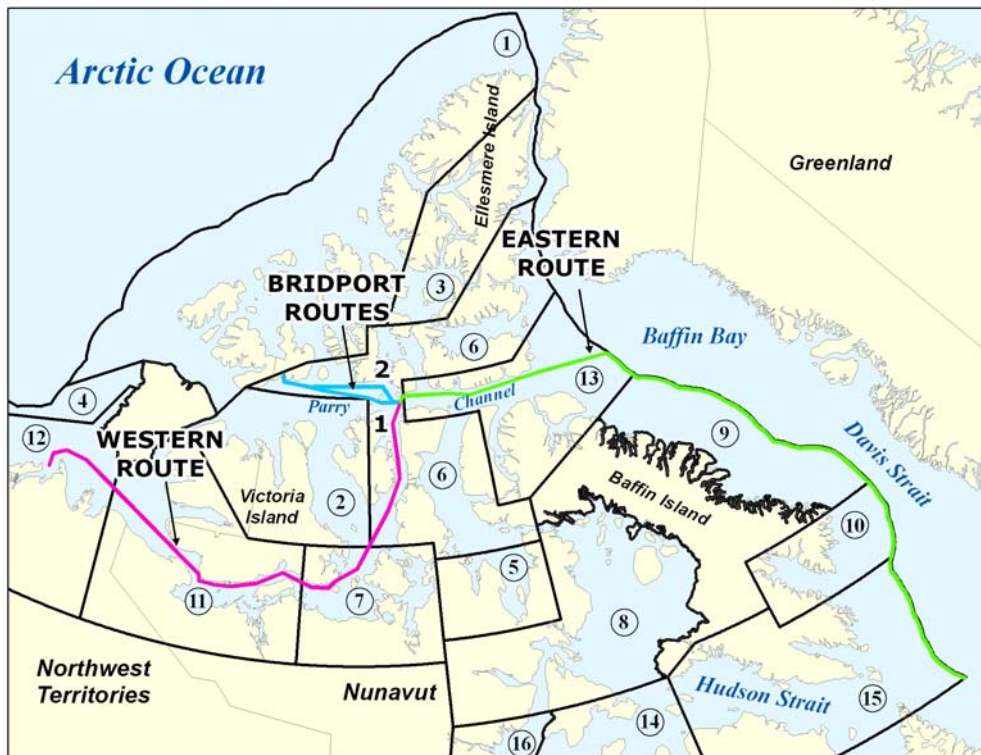 1
Arctic Ocean
Ellesmere Island
Greenland
EASTERN
ROUTE
BRIDPORT
ROUTES
3
6
Baffin Bay
2
13
4
Parry
Channel
1
9
12
WESTERN
ROUTE
Davis Strait
6
Victoria
Island
2
Baffin Island
10
5
11
7
8
Northwest
Territories
Nunavut
Hudson Strait
15
14
16